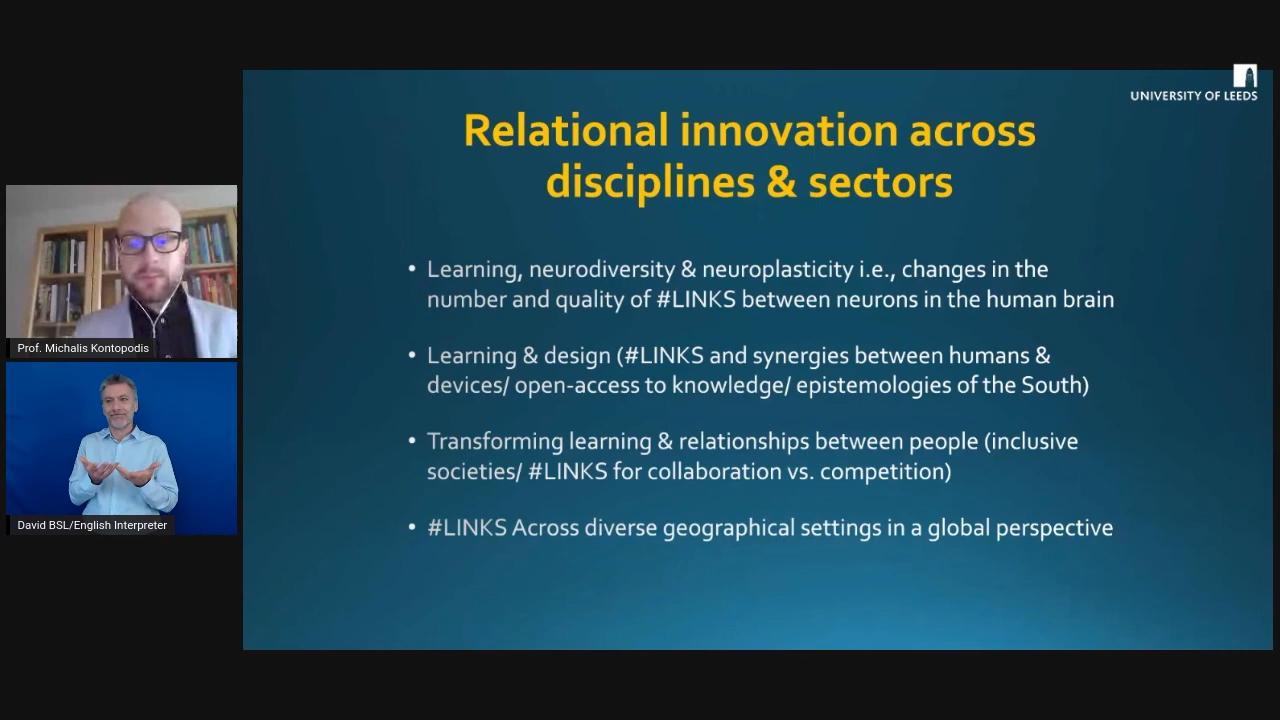 UNIVERSITY OF LEEDS
Relational innovation across
disciplines & sectors
• Learning, neurodiversity & neuroplasticity i.e., changes in the
number and quality of #LINKS between neurons in the human brain
• Learning & design (#LINKS and synergies between humans &
devices/ open-access to knowledge/ epistemologies of the South)
• Transforming learning & relationships between people (inclusive
societies/ #LINKS for collaboration vs. competition)
• #LINKS Across diverse geographical settings in a global perspective
Prof. Michalis Kontopodis
David BSL/English Interpreter